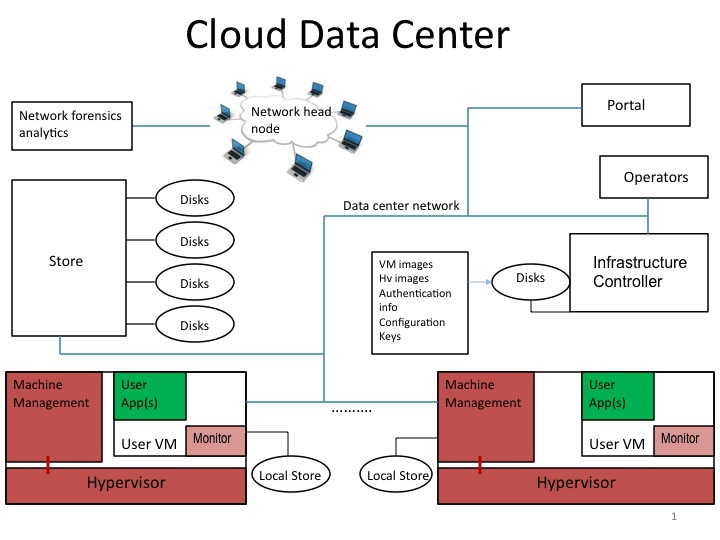 Cloud Data Center
Network forensics
analytics
Network head
node
Portal
Operators
Data center network
Store
Disks
Disks
Disks
Disks
VM images
Hv images
Authentication
info
Configuration
Keys
Disks
Infrastructure
Controller
Machine
Management
User
App(s)
User VM
Monitor
Hypervisor
Local Store
..........
Local Store
Machine
Management
User
App(s)
User VM
Monitor
Hypervisor
1